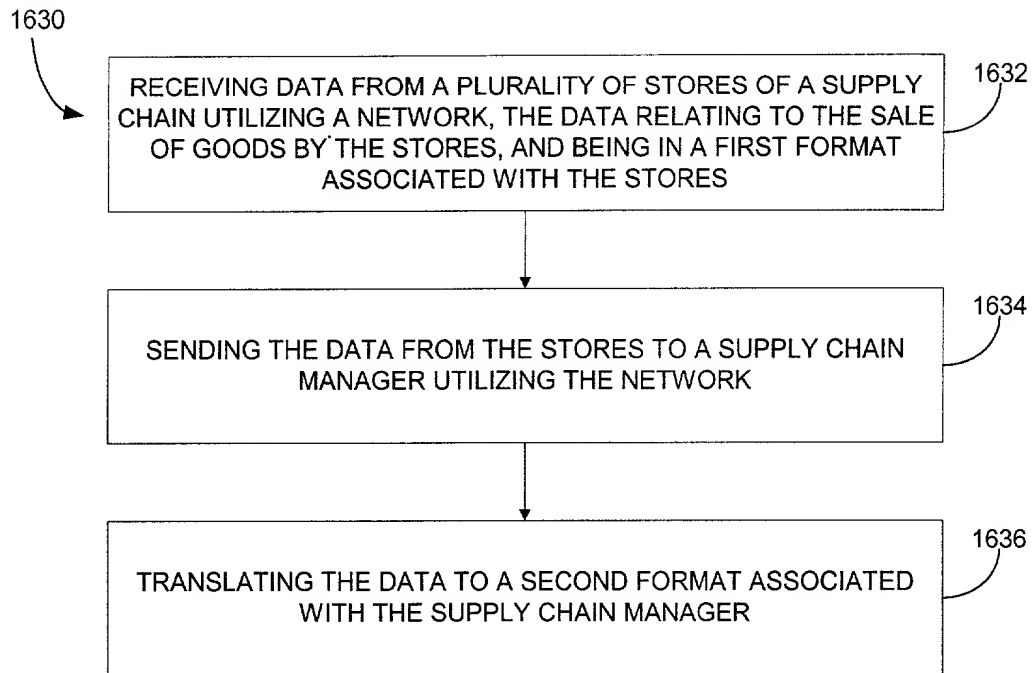 1630
RECEIVING DATA FROM A PLURALITY OF STORES OF A SUPPLY
CHAIN UTILIZING A NETWORK, THE DATA RELATING TO THE SALE
OF GOODS BY THE STORES, AND BEING IN A FIRST FORMAT
ASSOCIATED WITH THE STORES
1632
SENDING THE DATA FROM THE STORES TO A SUPPLY CHAIN
MANAGER UTILIZING THE NETWORK
1634
TRANSLATING THE DATA TO A SECOND FORMAT ASSOCIATED
WITH THE SUPPLY CHAIN MANAGER
1636